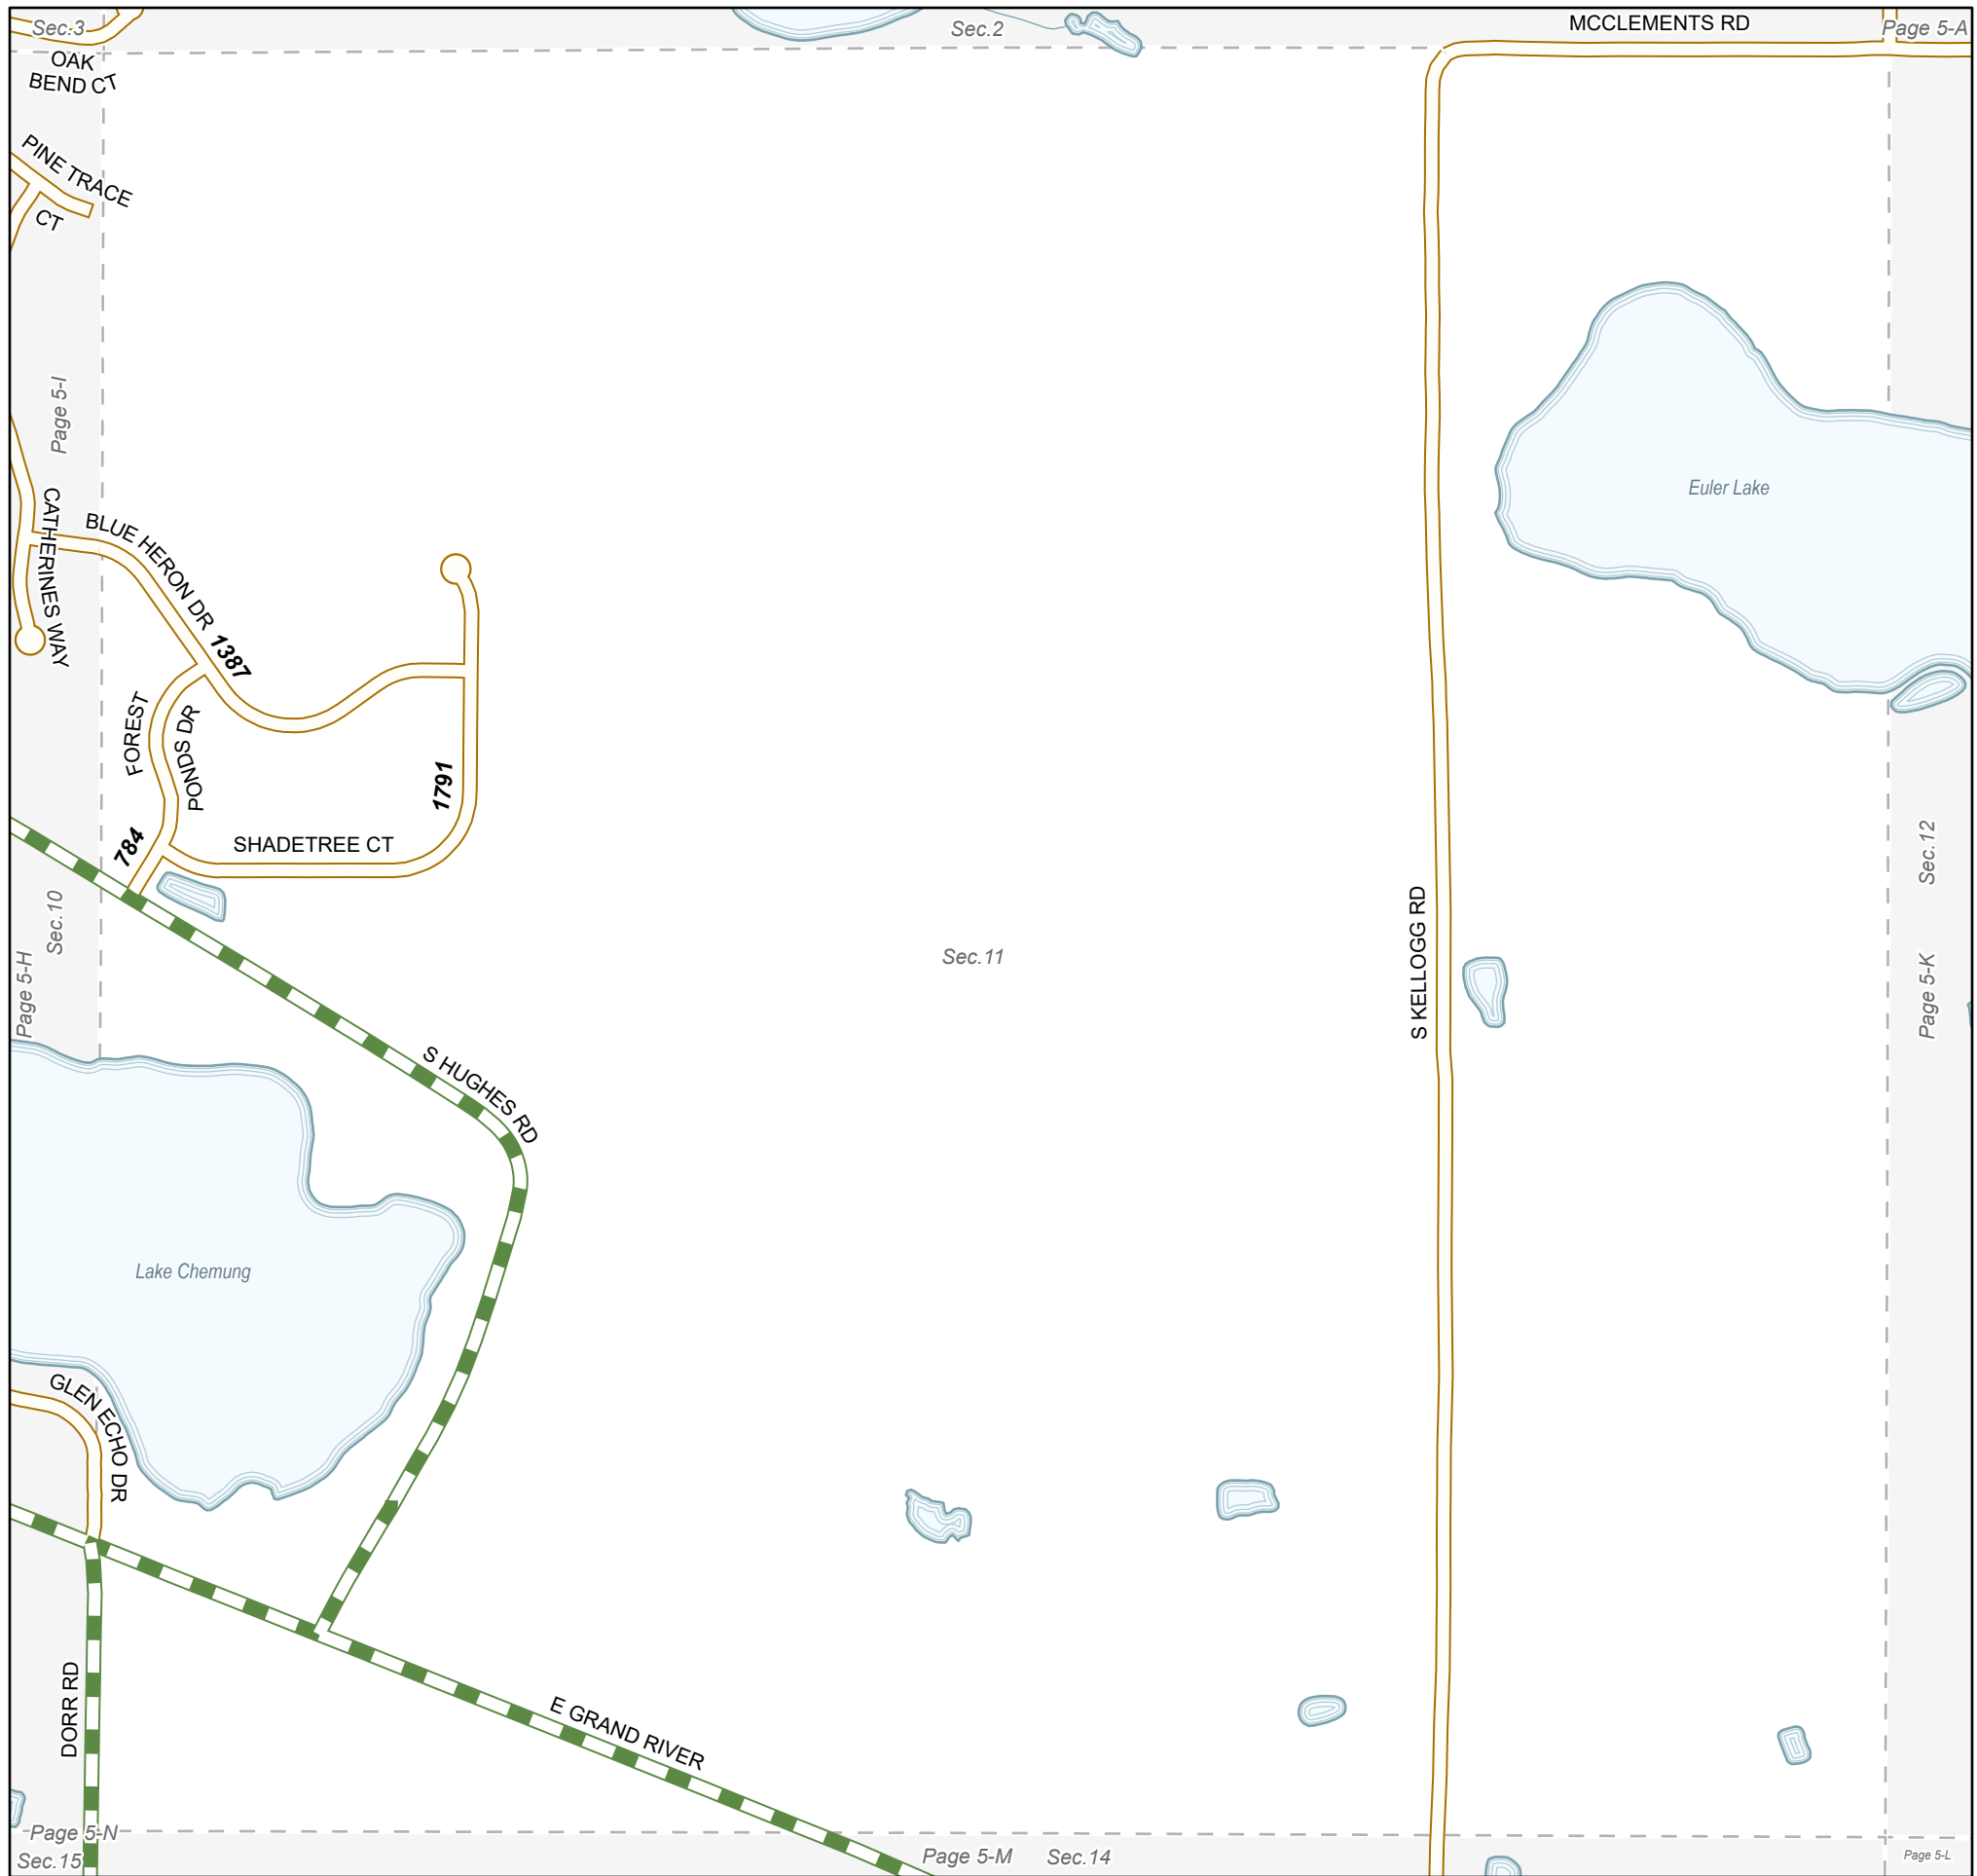 Sec.3
Sec.2
MCCLEMENTS RD
Page 5-A
OAK
BEND CT
PINE TRACE
CT
Page 5-I
CATHERINES WAY
BLUE HERON DR
1387
Euler Lake
FOREST
PONDS DR
1791
784
SHADETREE CT
Sec.10
Page 5-H
Sec.11
S KELLOGG RD
Sec.12
Page 5-K
S HUGHES RD
Lake Chemung
GLEN ECHO DR
DORR RD
E GRAND RIVER
Page 5-N
Sec.15
Page 5-M
Sec.14
Page 5-L